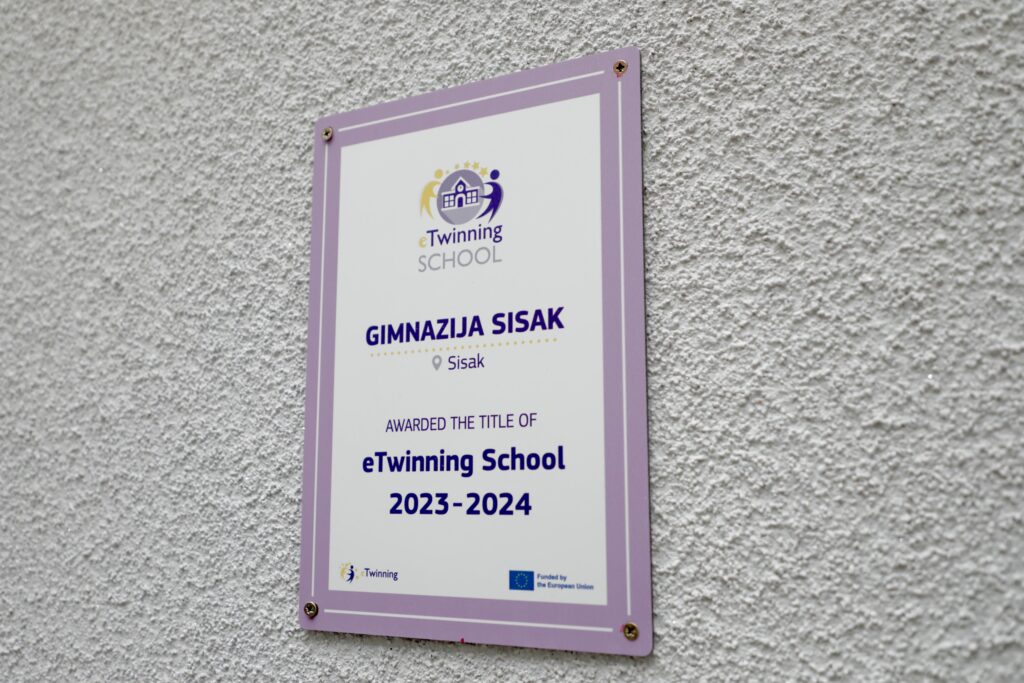 eTwinning
SCHOOL
GIMNAZIJA SISAK
Sisak
AWARDED THE TITLE OF
eTwinning School
2023-2024
eTwinning
Funded by
the European Union